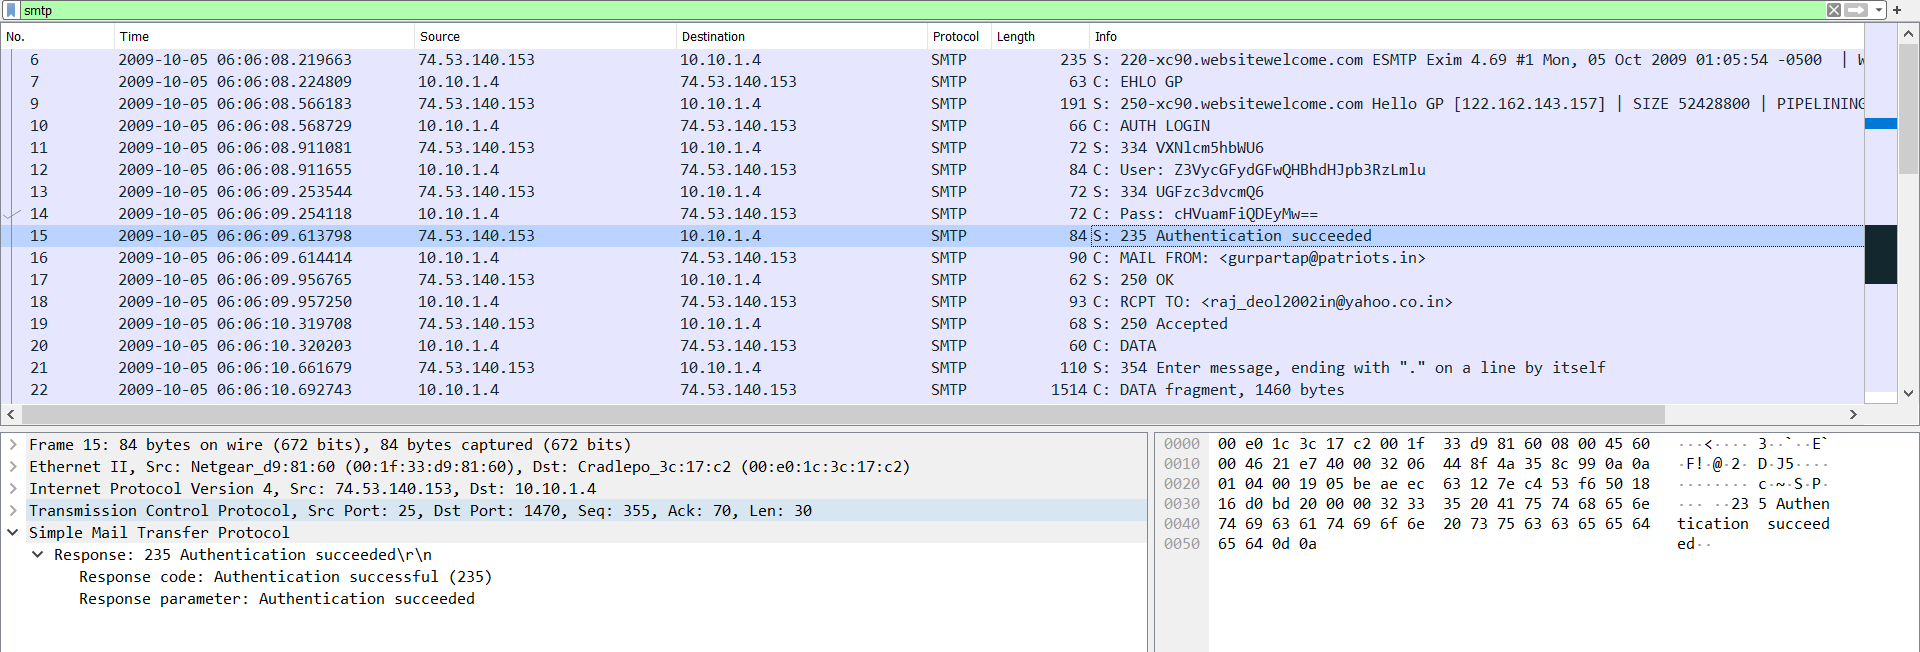 smtp
No. Time Source Destination Protocol Length Info
6 2009-10-05 06:06:08.219663 74.53.140.153 10.10.1.4 SMTP 235 S: 220-xc90.websitewelcome.com ESMTP Exim 4.69 #1 Mon, 05 Oct 2009 01:05:54 -0500 |
7 2009-10-05 06:06:08.224809 10.10.1.4 74.53.140.153 SMTP 63 C: EHLO GP
9 2009-10-05 06:06:08.566183 74.53.140.153 10.10.1.4 SMTP 191 S: 250-xc90.websitewelcome.com Hello GP [122.162.143.157] | SIZE 52428800 | PIPELINING
10 2009-10-05 06:06:08.568729 10.10.1.4 74.53.140.153 SMTP 66 C: AUTH LOGIN
11 2009-10-05 06:06:08.911081 74.53.140.153 10.10.1.4 SMTP 72 S: 334 VXNlcm5hbWU6
12 2009-10-05 06:06:08.911655 10.10.1.4 74.53.140.153 SMTP 84 C: User: Z3VycGFydGFwQHBhdHJpb3RzLmlu
13 2009-10-05 06:06:09.253544 74.53.140.153 10.10.1.4 SMTP 72 S: 334 UGFzc3dvcmQ6
14 2009-10-05 06:06:09.254118 10.10.1.4 74.53.140.153 SMTP 72 C: Pass: cHVuamFiQDEyMw==
15 2009-10-05 06:06:09.613798 74.53.140.153 10.10.1.4 SMTP 84 S: 235 Authentication succeeded
16 2009-10-05 06:06:09.614414 10.10.1.4 74.53.140.153 SMTP 90 C: MAIL FROM: <gurpartap@patriots.in>
17 2009-10-05 06:06:09.956765 74.53.140.153 10.10.1.4 SMTP 62 S: 250 OK
18 2009-10-05 06:06:09.957250 10.10.1.4 74.53.140.153 SMTP 93 C: RCPT TO: <raj_deol2002in@yahoo.co.in>
19 2009-10-05 06:06:10.319708 74.53.140.153 10.10.1.4 SMTP 68 S: 250 Accepted
20 2009-10-05 06:06:10.320203 10.10.1.4 74.53.140.153 SMTP 60 C: DATA
21 2009-10-05 06:06:10.661679 74.53.140.153 10.10.1.4 SMTP 110 S: 354 Enter message, ending with "." on a line by itself
22 2009-10-05 06:06:10.692743 10.10.1.4 74.53.140.153 SMTP 1514 C: DATA fragment, 1460 bytes
Frame 15: 84 bytes on wire (672 bits), 84 bytes captured (672 bits)
Ethernet II, Src: Netgear_d9:81:60 (00:1f:33:d9:81:60), Dst: Cradlepo_3c:17:c2 (00:e0:1c:3c:17:c2)
Internet Protocol Version 4, Src: 74.53.140.153, Dst: 10.10.1.4
Transmission Control Protocol, Src Port: 25, Dst Port: 1470, Seq: 355, Ack: 70, Len: 30
Simple Mail Transfer Protocol
Response: 235 Authentication succeeded\r\n
Response code: Authentication successful (235)
Response parameter: Authentication succeeded
0000 00 e0 1c 3c 17 c2 00 1f 33 d9 81 60 08 00 45 60 ···<···· 3··`··E`
0010 00 46 21 e7 40 00 32 06 44 8f 4a 35 8c 99 0a 0a ·F!·@·2· D·J5····
0020 01 04 00 19 05 be ae ec 63 12 7e c4 53 f6 50 18 ········ c·~·S·P·
0030 16 d0 bd 20 00 00 32 33 35 20 41 75 74 68 65 6e ··· ··23 5 Authen
0040 74 69 63 61 74 69 6f 6e 20 73 75 63 63 65 65 64 tication succeed
0050 65 64 0d 0a ed··